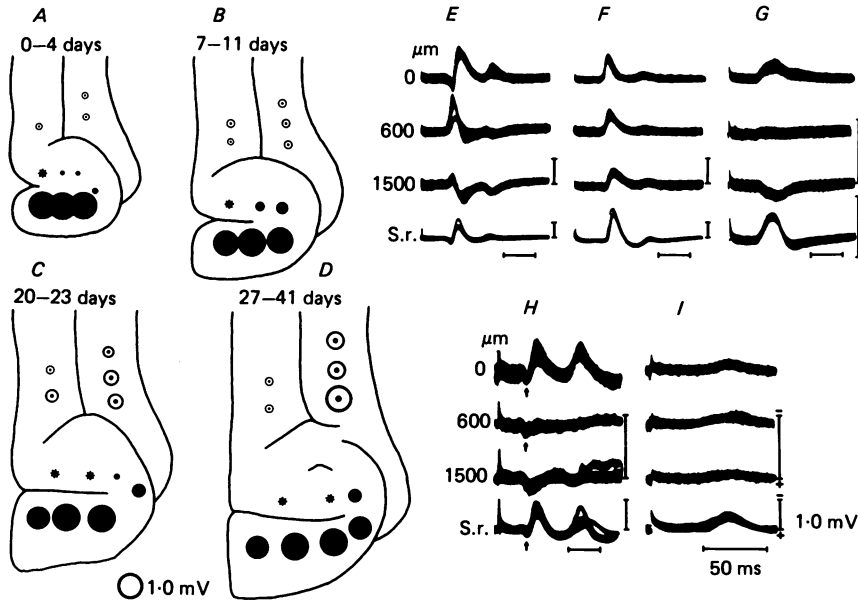 A
0–4 days
B
7–11 days
C
20–23 days
D
27–41 days
1·0 mV
E F G
μm
0
600
1500
S.r.
H I
μm
0
600
1500
S.r.
1·0 mV
50 ms